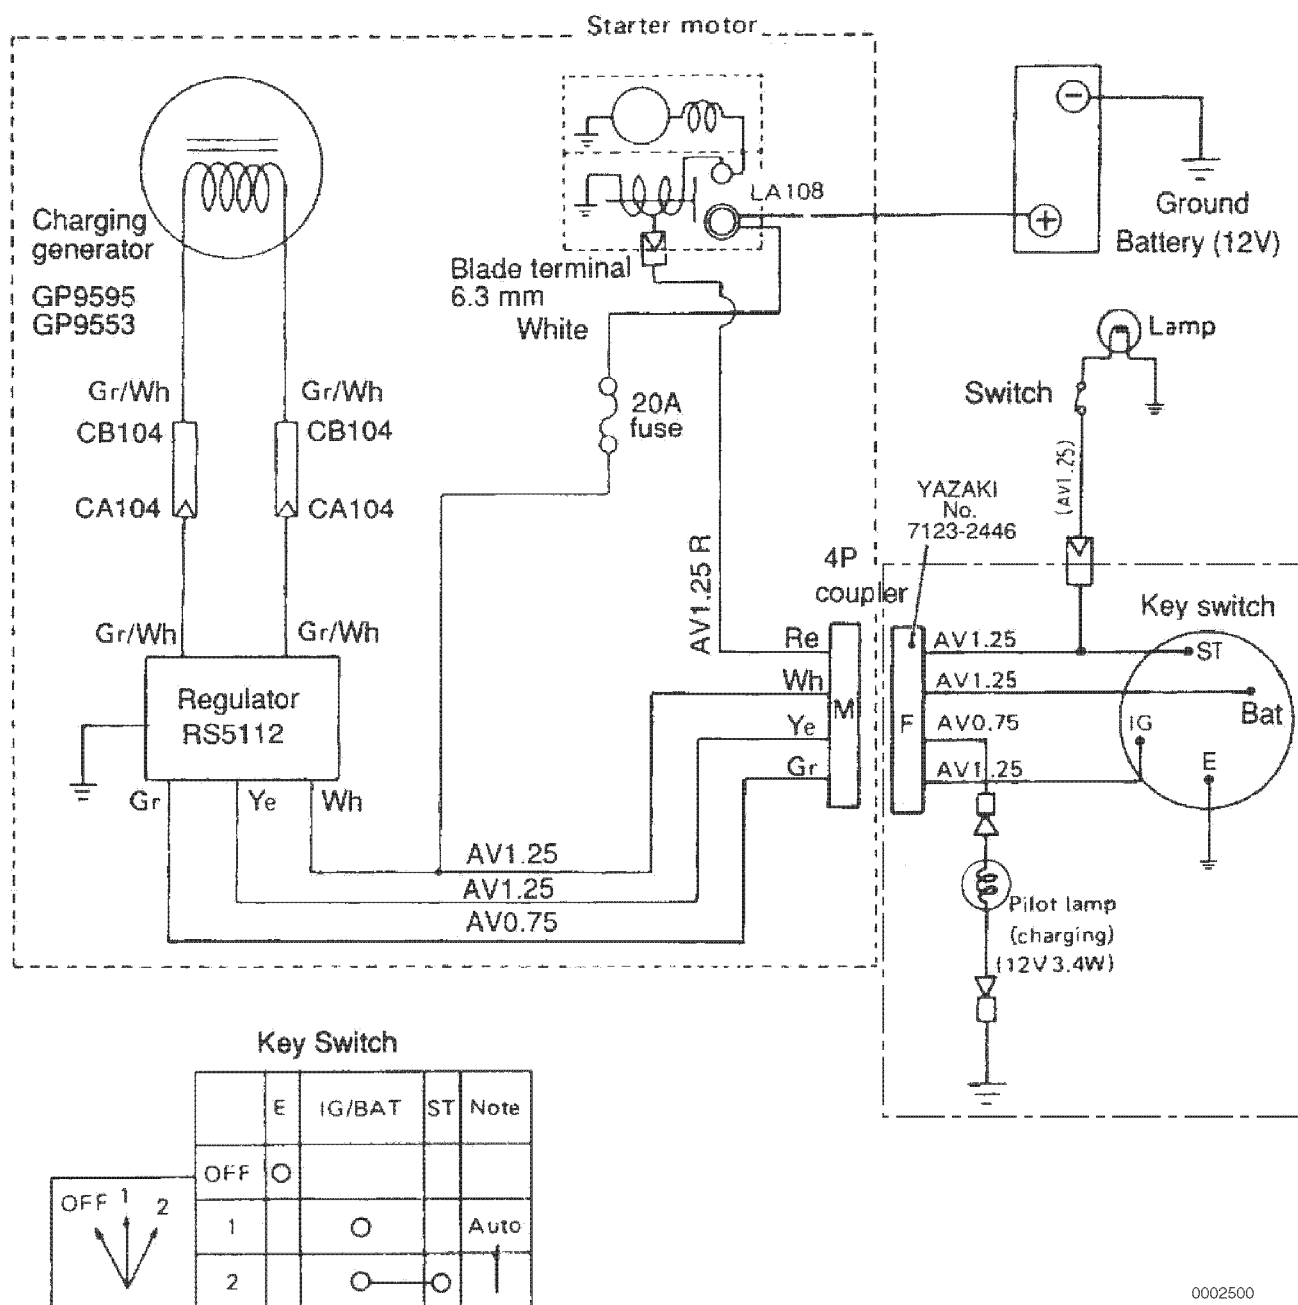 Starter motor
LA108
Ground
Battery (12V)
Charging
generator
GP9595
GP9553
Blade terminal
6.3 mm
White
Lamp
Switch
Gr/Wh
Gr/Wh
CB104
CB104
20A
fuse
(AV1.25)
CA104
CA104
YAZAKI
No.
7123-2446
AV1.25 R
4P
coupler
Key switch
Gr/Wh
Gr/Wh
Re
AV1.25
ST
Wh
AV1.25
Bat
Regulator
RS5112
M
F
Ye
AV0.75
IG
Gr
AV1.25
E
Gr
Ye
Wh
AV1.25
AV1.25
AV0.75
Pilot lamp
(charging)
(12V3.4W)
Key Switch
E
IG/BAT
ST
Note
OFF
OFF
1
2
1
Auto
2
0002500